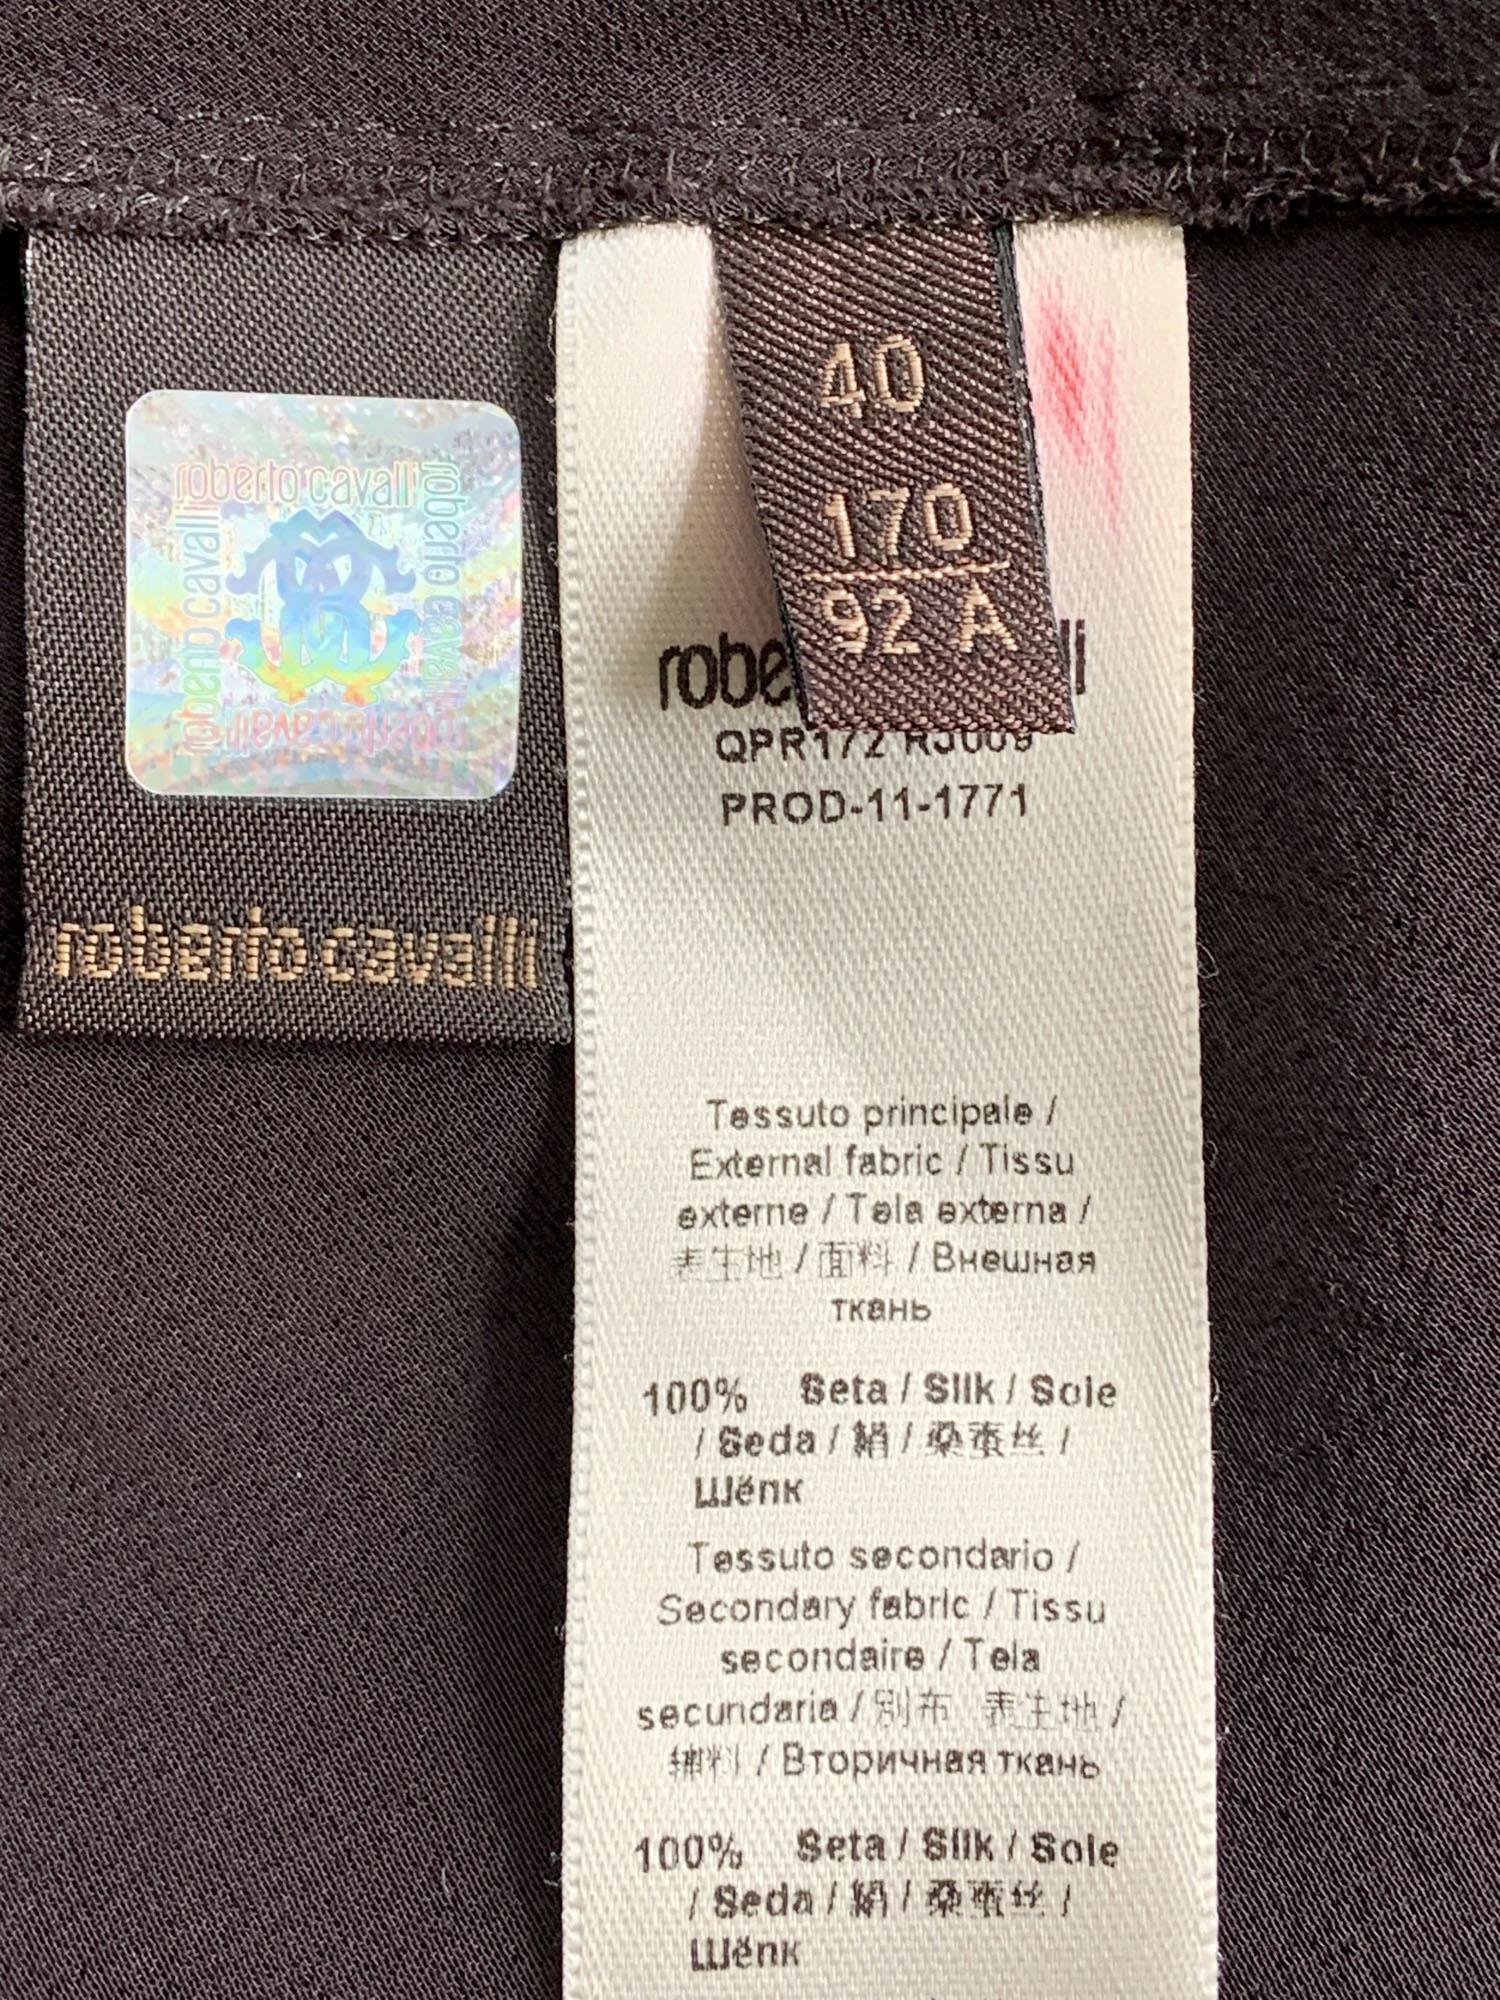 roberto cavalli
roberto cavalli
roberto cavalli
roberto cavalli
roberto cavalli
40
170
92 A
PROD-11-1771
Tessuto principale /
External fabric / Tissu
externe / Tela externa /
表生地 / 面料 / Внешная
ткань
100% Seta / Silk / Soie
/ Seda / 絹 / 桑蚕丝 /
Шёлк
Tessuto secondario /
Secondary fabric / Tissu
secondaire / Tela
secundaria / 別布 表生地 /
辅料 / Вторичная ткань
100% Seta / Silk / Soie
/ Seda / 絹 / 桑蚕丝 /
Шёлк